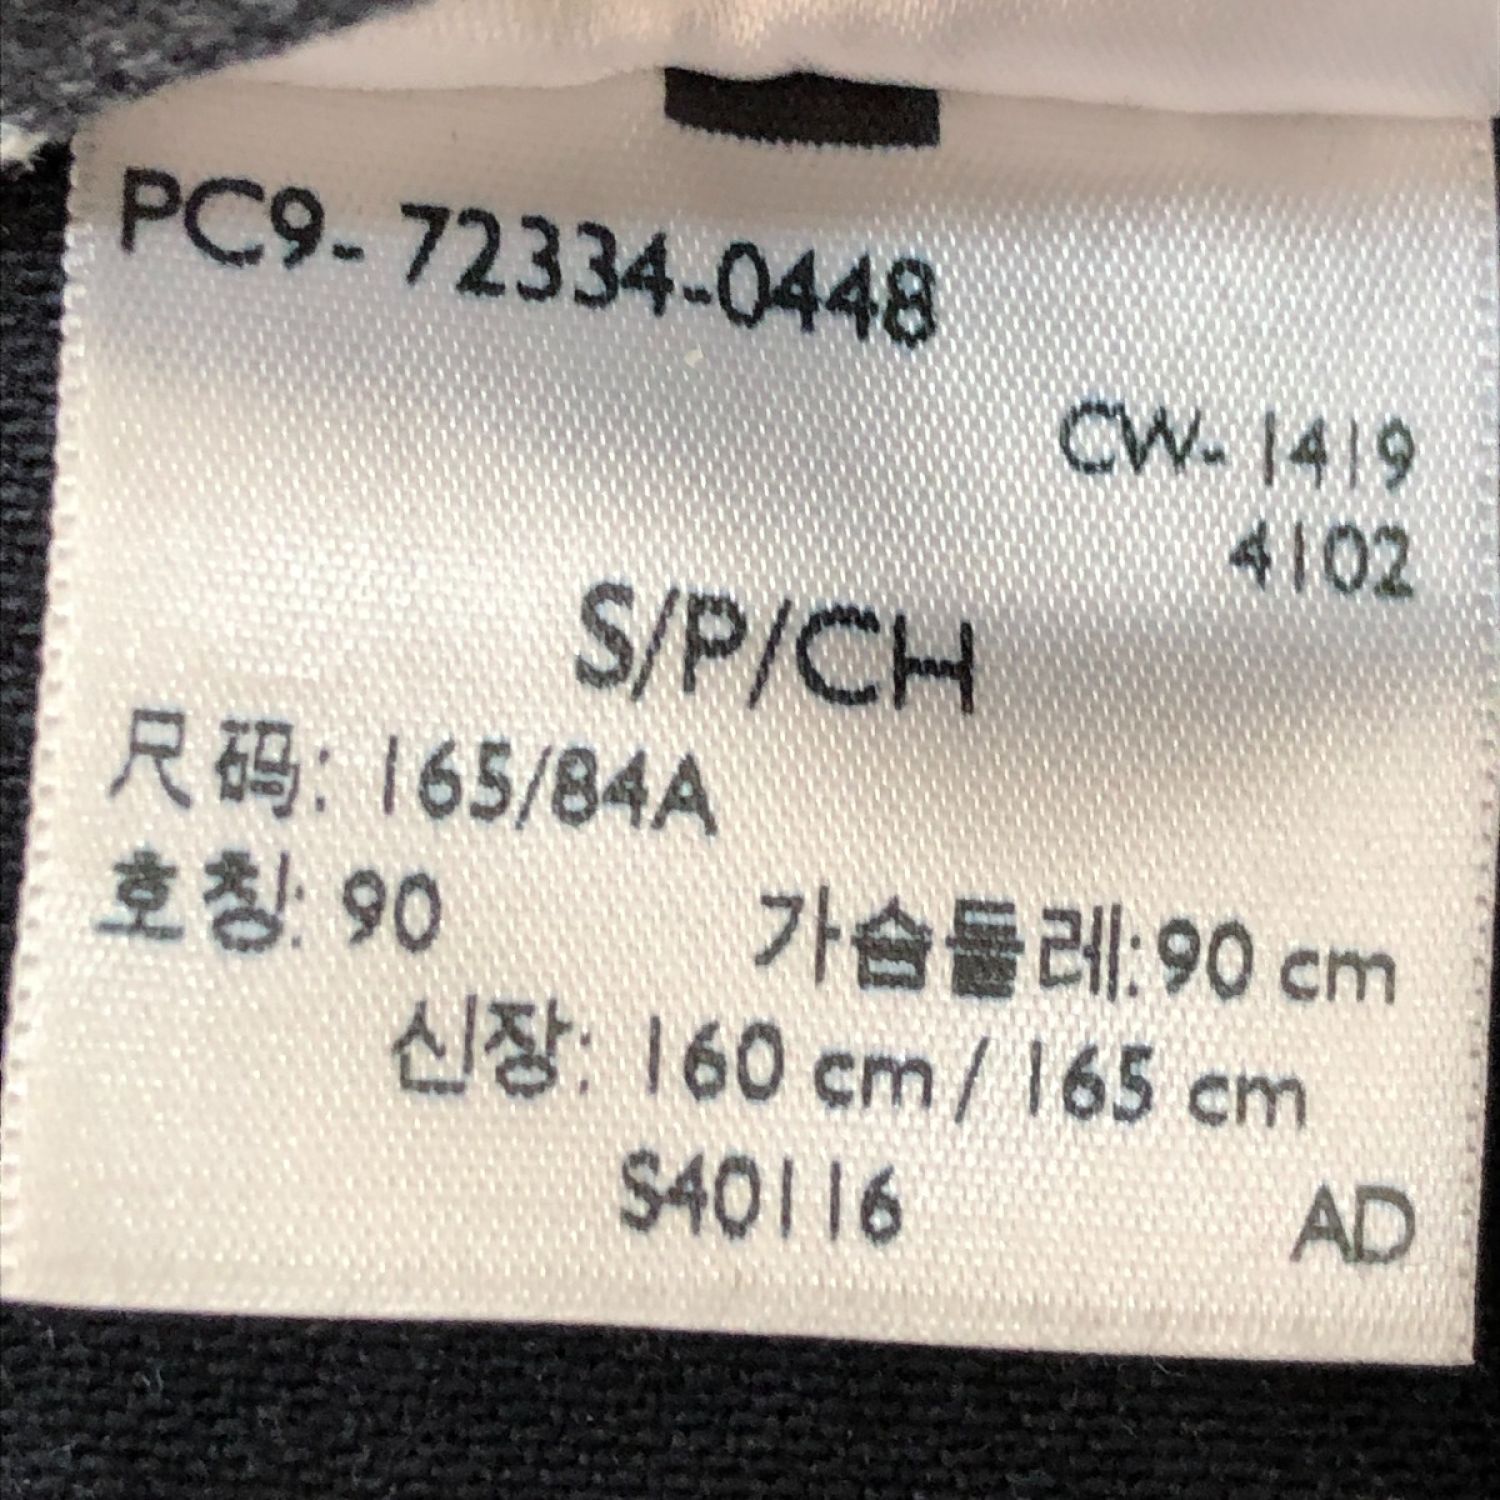 PC9- 72334-0448
CW- 1419
4102
S/P/CH
尺 码: 165/84A
호칭: 90 가슴둘레: 90 cm
신장: 160 cm / 165 cm
S40116 AD